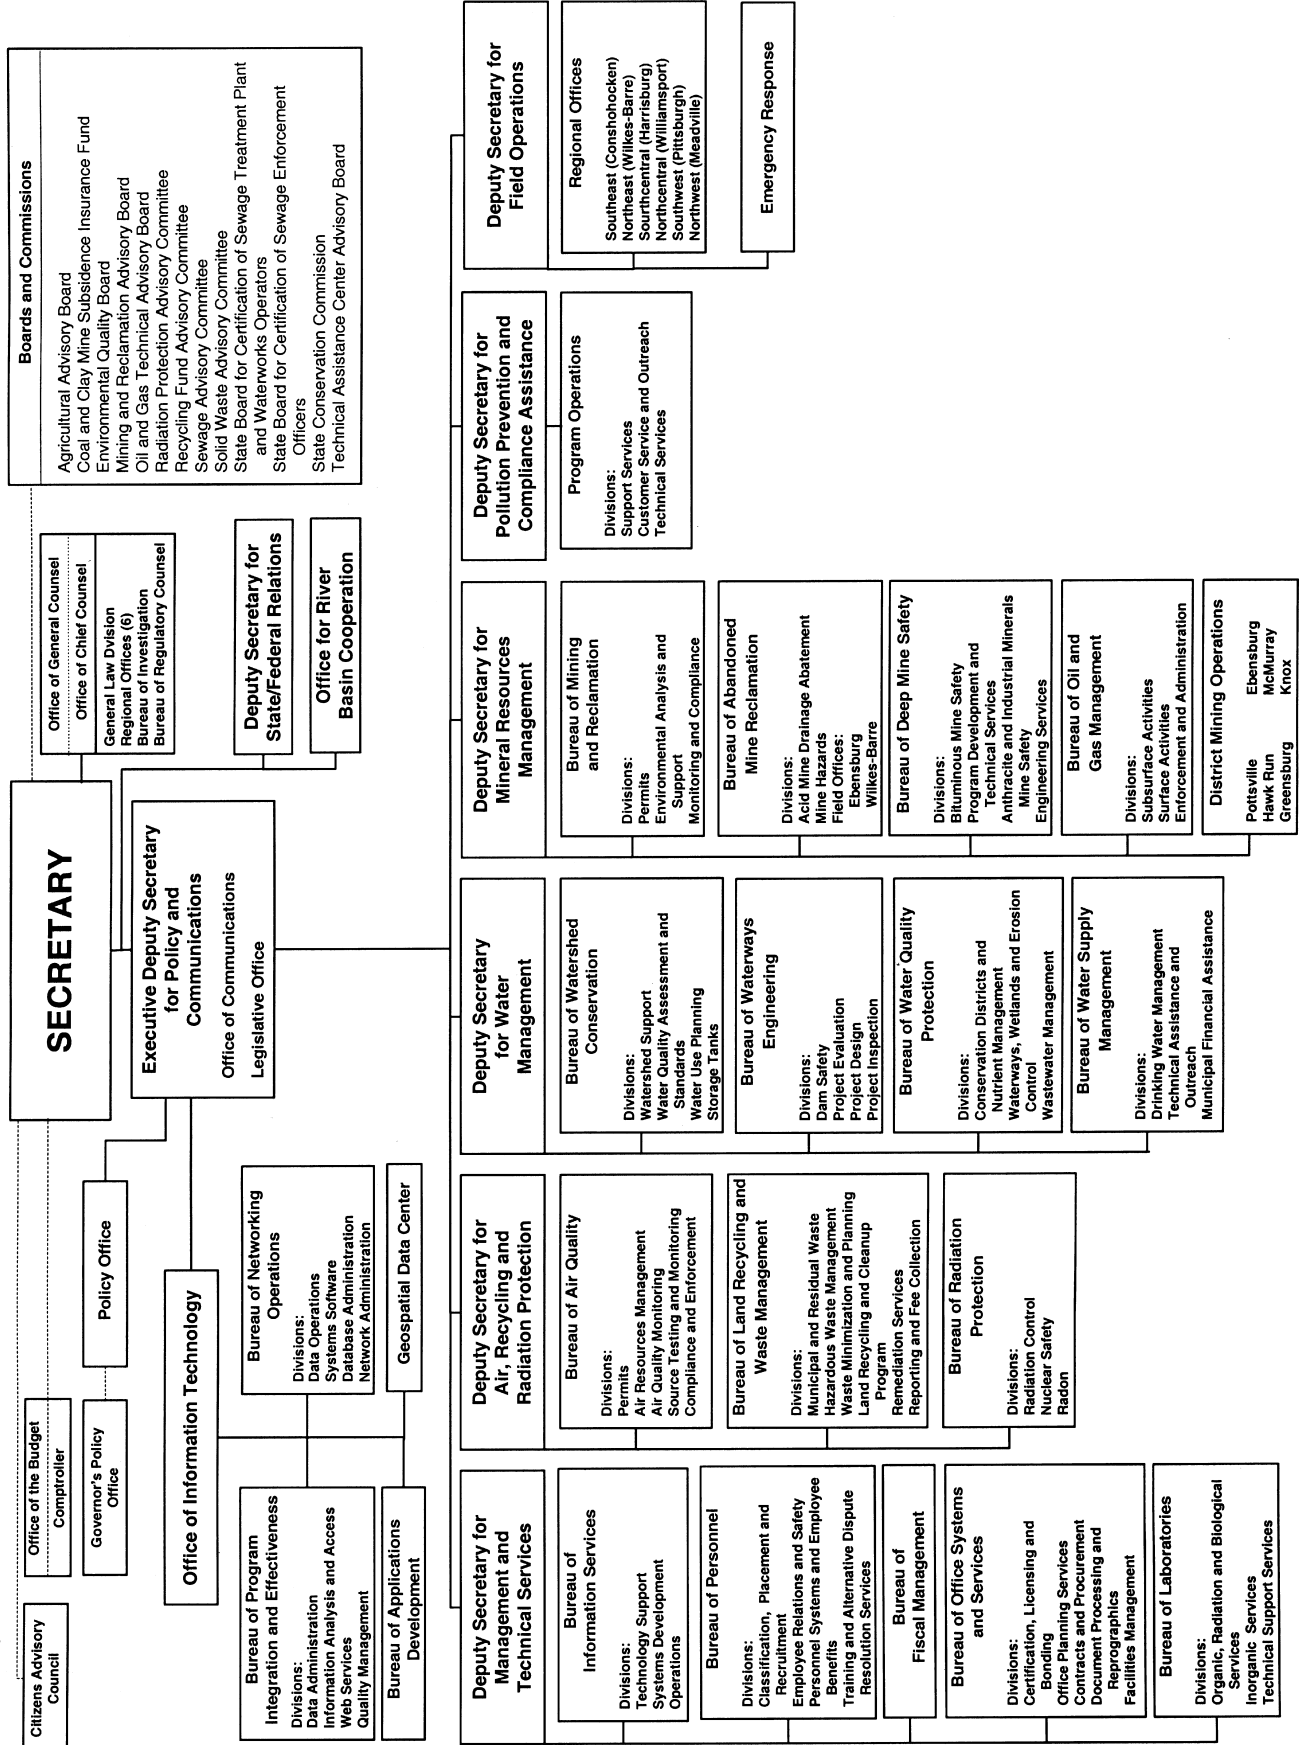 SECRETARY
Citizens Advisory
Council
Office of the Budget
Comptroller
Governor's Policy
Office
Policy Office
Executive Deputy Secretary
for Policy and
Communications
Office of Communications
Legislative Office
Office of General Counsel
Office of Chief Counsel
General Law Dvision
Regional Offices (6)
Bureau of Investigation
Bureau of Regulatory Counsel
Boards and Commissions
Agricultural Advisory Board
Coal and Clay Mine Subsidence Insurance Fund
Environmental Quality Board
Mining and Reclamation Advisory Board
Oil and Gas Technical Advisory Board
Radiation Protection Advisory Committee
Recycling Fund Advisory Committee
Sewage Advisory Committee
Solid Waste Advisory Committee
State Board for Certification of Sewage Treatment Plant
and Waterworks Operators
State Board for Certification of Sewage Enforcement
Officers
State Conservation Commission
Technical Assistance Center Advisory Board
Deputy Secretary for
State/Federal Relations
Office for River
Basin Cooperation
Office of Information Technology
Bureau of Program
Integration and Effectiveness
Divisions:
Data Administration
Information Analysis and Access
Web Services
Quality Management
Bureau of Networking
Operations
Divisions:
Data Operations
Systems Software
Database Administration
Network Administration
Bureau of Applications
Development
Geospatial Data Center
Deputy Secretary for
Management and
Technical Services
Bureau of
Information Services
Divisions:
Technology Support
Systems Development
Operations
Bureau of Personnel
Divisions:
Classification, Placement and
Recruitment
Employee Relations and Safety
Personnel Systems and Employee
Benefits
Training and Alternative Dispute
Resolution Services
Bureau of
Fiscal Management
Bureau of Office Systems
and Services
Divisions:
Certification, Licensing and
Bonding
Office Planning Services
Contracts and Procurement
Document Processing and
Reprographics
Facilities Management
Bureau of Laboratories
Divisions:
Organic, Radiation and Biological
Services
Inorganic Services
Technical Support Services
Deputy Secretary for
Air, Recycling and
Radiation Protection
Bureau of Air Quality
Divisions:
Permits
Air Resources Management
Air Quality Monitoring
Source Testing and Monitoring
Compliance and Enforcement
Bureau of Land Recycling and
Waste Management
Divisions:
Municipal and Residual Waste
Hazardous Waste Management
Waste Minimization and Planning
Land Recycling and Cleanup
Program
Remediation Services
Reporting and Fee Collection
Bureau of Radiation
Protection
Divisions:
Radiation Control
Nuclear Safety
Radon
Deputy Secretary
for Water
Management
Bureau of Watershed
Conservation
Divisions:
Watershed Support
Water Quality Assessment and
Standards
Water Use Planning
Storage Tanks
Bureau of Waterways
Engineering
Divisions:
Dam Safety
Project Evaluation
Project Design
Project Inspection
Bureau of Water Quality
Protection
Divisions:
Conservation Districts and
Nutrient Management
Waterways, Wetlands and Erosion
Control
Wastewater Management
Bureau of Water Supply
Management
Divisions:
Drinking Water Management
Technical Assistance and
Outreach
Municipal Financial Assistance
Deputy Secretary for
Mineral Resources
Management
Bureau of Mining
and Reclamation
Divisions:
Permits
Environmental Analysis and
Support
Monitoring and Compliance
Bureau of Abandoned
Mine Reclamation
Divisions:
Acid Mine Drainage Abatement
Mine Hazards
Field Offices:
Ebensburg
Wilkes-Barre
Bureau of Deep Mine Safety
Divisions:
Bituminous Mine Safety
Program Development and
Technical Services
Anthracite and Industrial Minerals
Mine Safety
Engineering Services
Bureau of Oil and
Gas Management
Divisions:
Subsurface Activities
Surface Activities
Enforcement and Administration
District Mining Operations
Pottsville Ebensburg
Hawk Run McMurray
Greensburg Knox
Deputy Secretary for
Pollution Prevention and
Compliance Assistance
Program Operations
Divisions:
Support Services
Customer Service and Outreach
Technical Services
Deputy Secretary for
Field Operations
Regional Offices
Southeast (Conshohocken)
Northeast (Wilkes-Barre)
Sourthcentral (Harrisburg)
Northcentral (Williamsport)
Southwest (Pittsburgh)
Northwest (Meadville)
Emergency Response